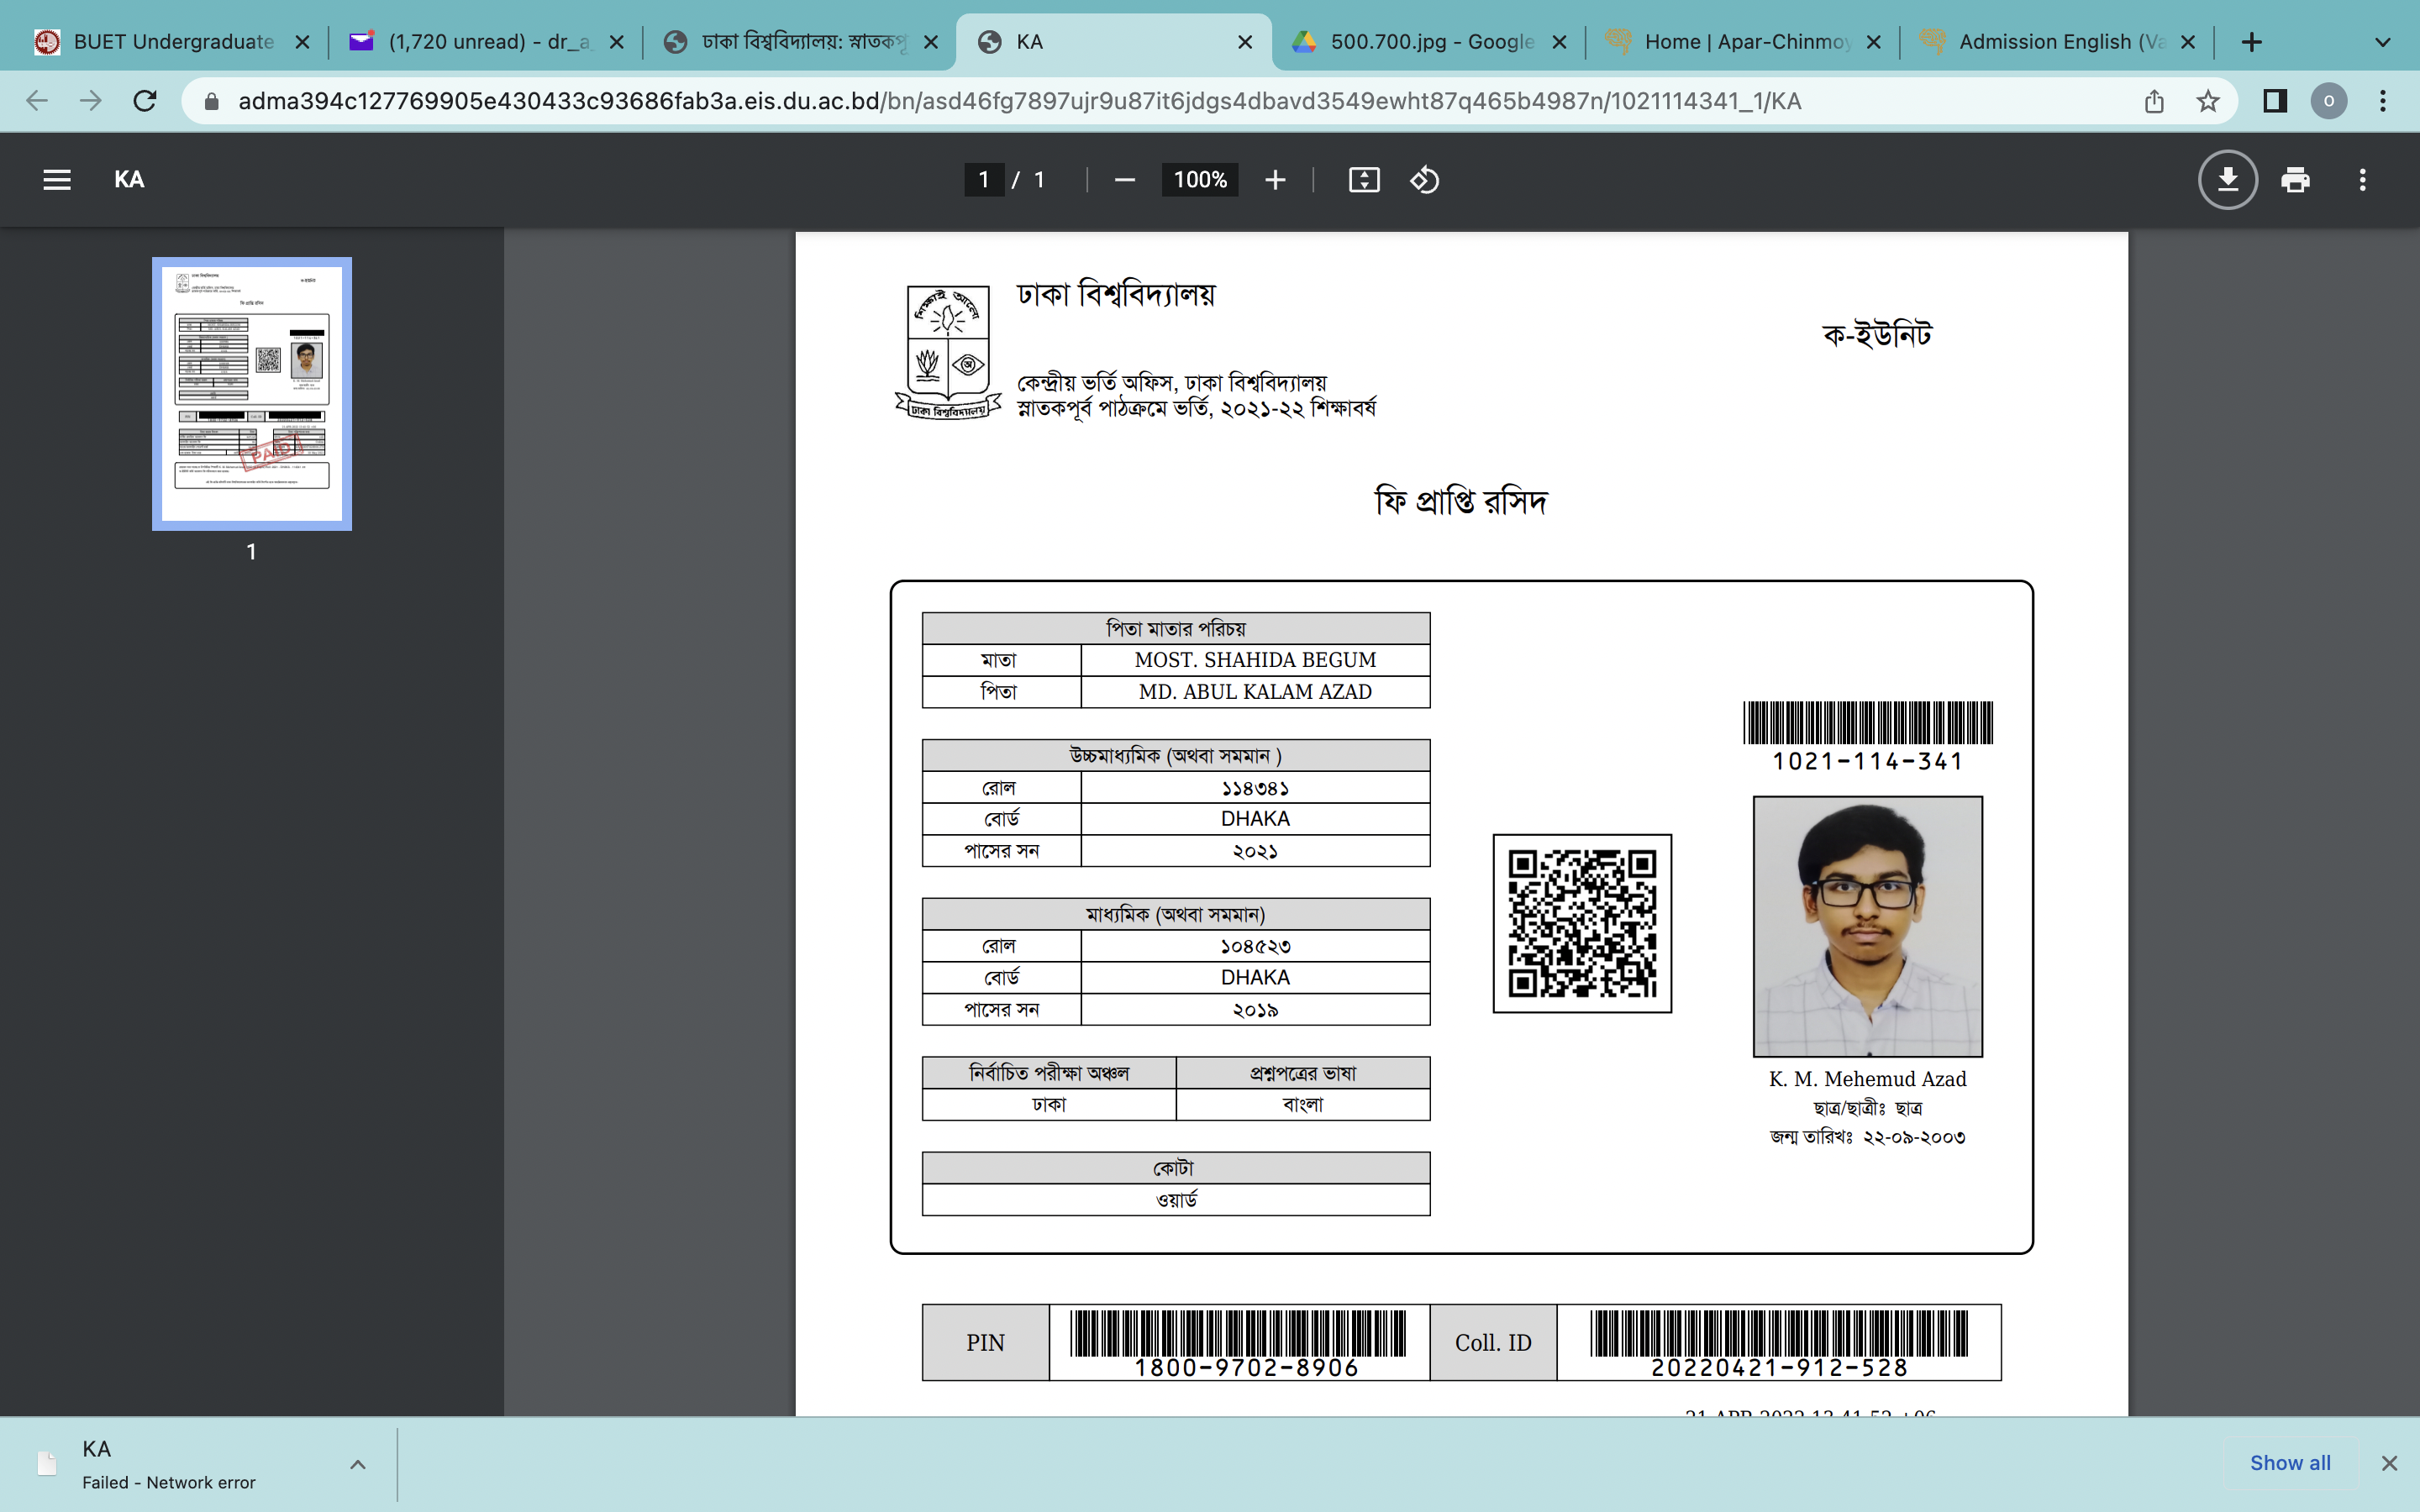 BUET Undergraduate
(1,720 unread) - dr_a
ঢাকা বিশ্ববিদ্যালয়: স্নাতকপূ
KA
500.700.jpg - Google
Home | Apar-Chinmoy
Admission English (Va
adma394c127769905e430433c93686fab3a.eis.du.ac.bd/bn/asd46fg7897ujr9u87it6jdgs4dbavd3549ewht87q465b4987n/1021114341_1/KA
O
KA
1 / 1
100%
1
ঢাকা বিশ্ববিদ্যালয়
ক-ইউনিট
কেন্দ্রীয় ভর্তি অফিস, ঢাকা বিশ্ববিদ্যালয়
স্নাতকপূর্ব পাঠক্রমে ভর্তি, ২০২১-২২ শিক্ষাবর্ষ
শিক্ষাই আলো
ঢাকা বিশ্ববিদ্যালয়
ফি প্রাপ্তি রসিদ
পিতা মাতার পরিচয়
মাতা MOST. SHAHIDA BEGUM
পিতা MD. ABUL KALAM AZAD
উচ্চমাধ্যমিক (অথবা সমমান )
রোল ১১৪৩৪১
বোর্ড DHAKA
পাসের সন ২০২১
মাধ্যমিক (অথবা সমমান)
রোল ১০৪৫২৩
বোর্ড DHAKA
পাসের সন ২০১৯
নির্বাচিত পরীক্ষা অঞ্চল প্রশ্নপত্রের ভাষা
ঢাকা বাংলা
কোটা
ওয়ার্ড
1021-114-341
K. M. Mehemud Azad
ছাত্র/ছাত্রীঃ ছাত্র
জন্ম তারিখঃ ২২-০৯-২০০৩
PIN 1800-9702-8906 Coll. ID 20220421-912-528
PAID
KA
Failed - Network error
Show all